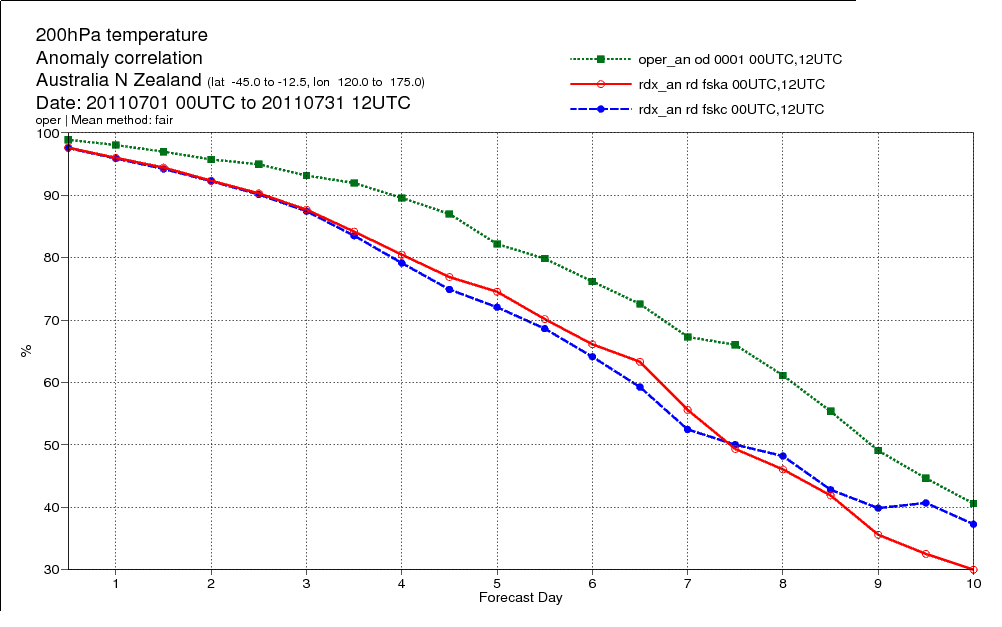 200hPa temperature
Anomaly correlation
Australia N Zealand (lat -45.0 to -12.5, lon 120.0 to 175.0)
Date: 20110701 00UTC to 20110731 12UTC
oper | Mean method: fair
oper_an od 0001 00UTC,12UTC
rdx_an rd fska 00UTC,12UTC
rdx_an rd fskc 00UTC,12UTC
100
90
80
70
60
50
40
30
%
1 2 3 4 5 6 7 8 9 10
Forecast Day